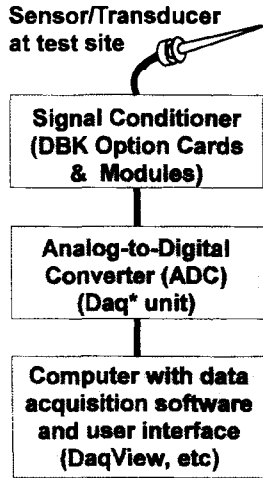 Sensor/Transducer
at test site
Signal Conditioner
(DBK Option Cards
& Modules)
Analog-to-Digital
Converter (ADC)
(Daq* unit)
Computer with data
acquisition software
and user interface
(DaqView, etc)